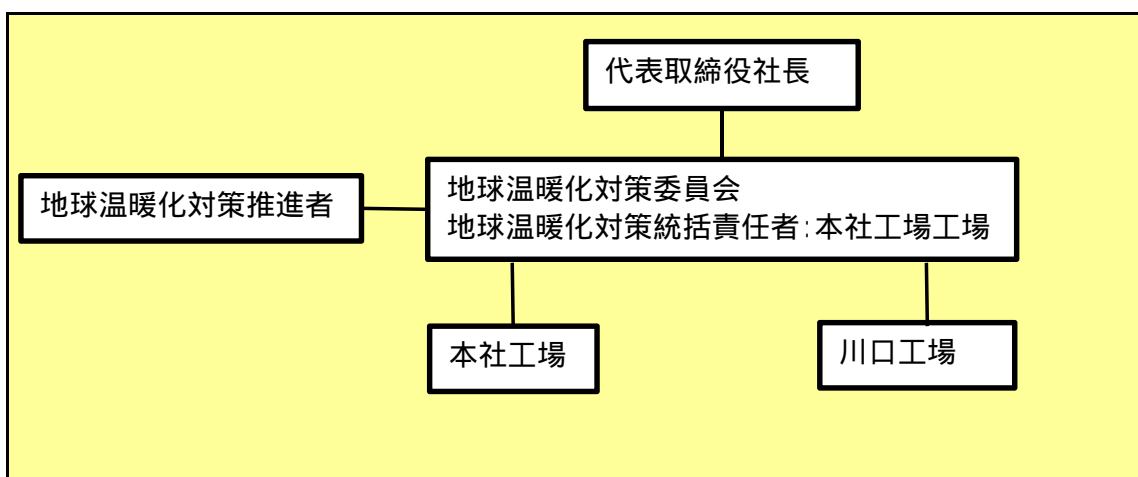 代表取締役社長
地球温暖化対策推進者
地球温暖化対策委員会
地球温暖化対策統括責任者:本社工場工場
本社工場
川口工場